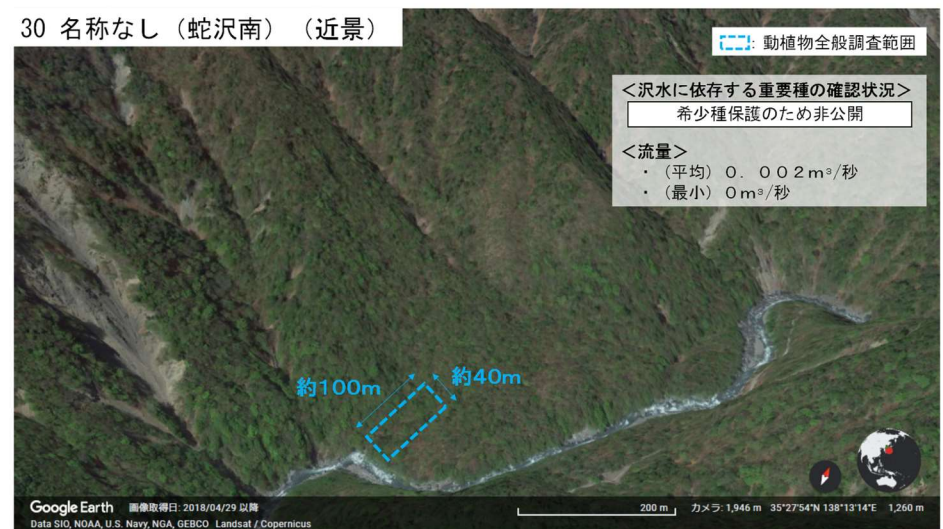 30 名称なし（蛇沢南）（近景）
: 動植物全般調査範囲
＜沢水に依存する重要種の確認状況＞
希少種保護のため非公開
＜流量＞
・（平均）０．００２ｍ³/秒
・（最小）０ｍ³/秒
約100m
約40m
Google Earth 画像取得日: 2018/04/29 以降
200 m カメラ: 1,946 m 35°27'54"N 138°13'14"E 1,260 m
Data SIO, NOAA, U.S. Navy, NGA, GEBCO Landsat / Copernicus